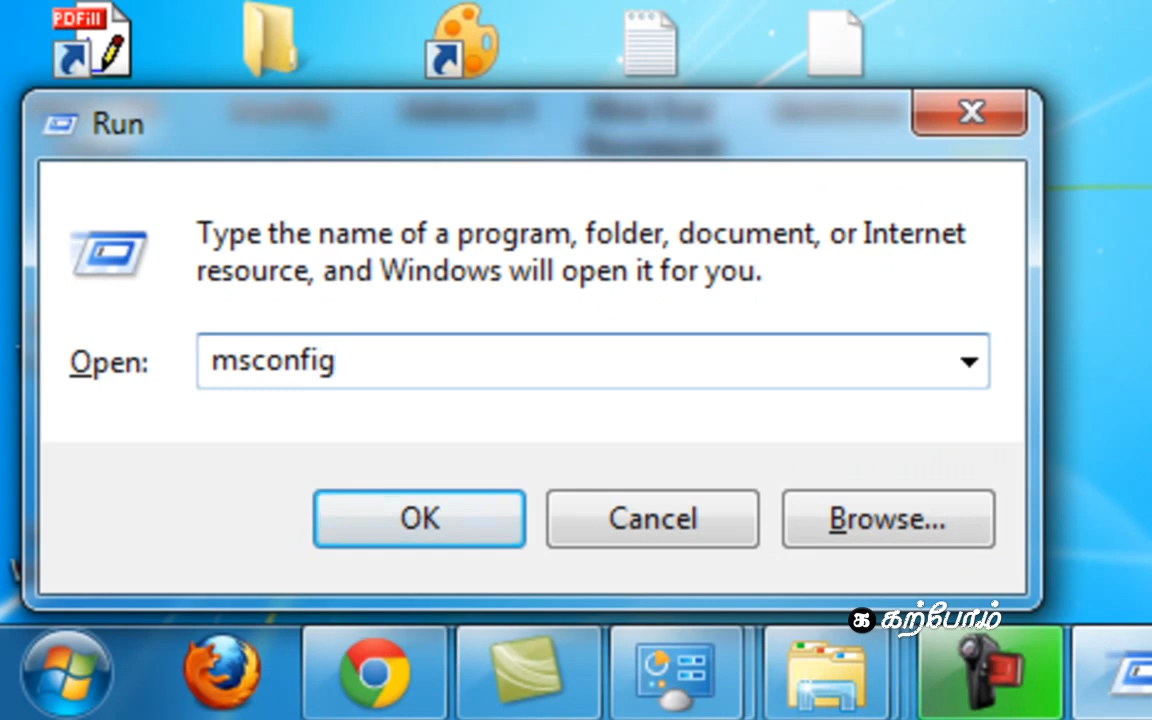 PDFill
Run
Type the name of a program, folder, document, or Internet
resource, and Windows will open it for you.
Open:
msconfig
OK
Cancel
Browse...
க கற்போம்